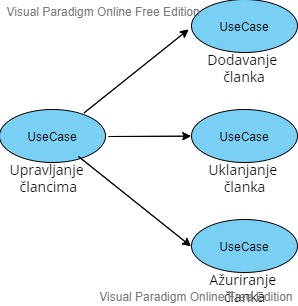 Visual Paradigm Online Free Edition
UseCase
Dodavanje
članka
UseCase
Upravljanje
člancima
UseCase
Uklanjanje
članka
UseCase
Ažuriranje
članka
Visual Paradigm Online Free Edition